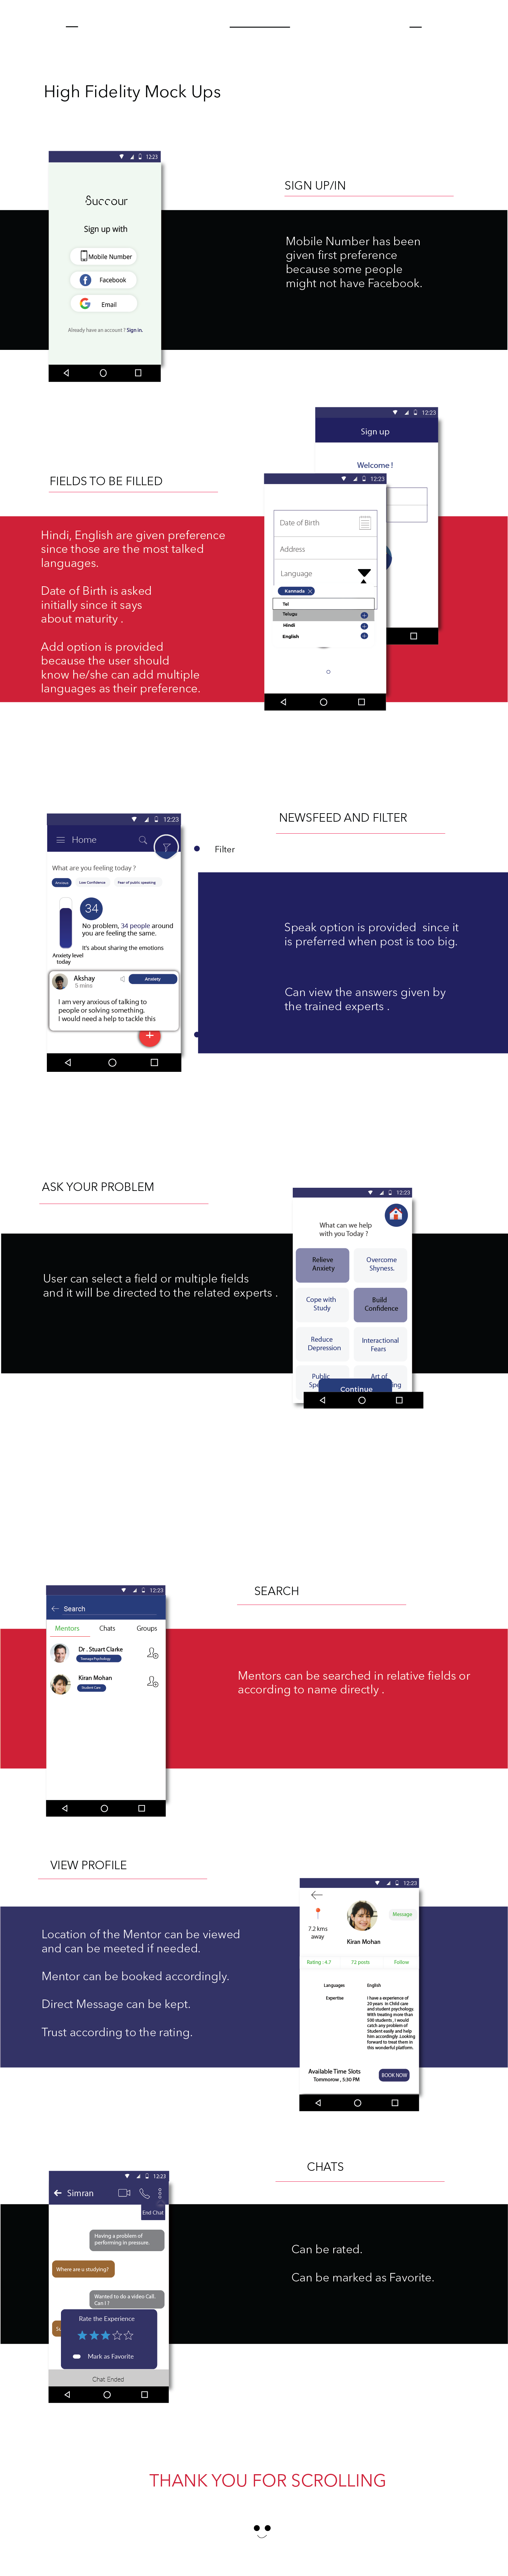 High Fidelity Mock Ups
12:23
Succour
Sign up with
Mobile Number
Facebook
Email
Already have an account ? Sign in.
SIGN UP/IN
Mobile Number has been
given first preference
because some people
might not have Facebook.
FIELDS TO BE FILLED
Hindi, English are given preference
since those are the most talked
languages.
Date of Birth is asked
initially since it says
about maturity .
Add option is provided
because the user should
know he/she can add multiple
languages as their preference.
12:23
Sign up
Welcome !
12:23
Date of Birth
Address
Language
Kannada
Tel
Telugu
Hindi
English
NEWSFEED AND FILTER
12:23
Home
Filter
What are you feeling today ?
Anxious
Low Confidence
Fear of public speaking
34
No problem, 34 people around
you are feeling the same.
It's about sharing the emotions
Anxiety level
today
Akshay
5 mins
Anxiety
I am very anxious of talking to
people or solving something.
I would need a help to tackle this
Speak option is provided since it
is preferred when post is too big.
Can view the answers given by
the trained experts .
ASK YOUR PROBLEM
User can select a field or multiple fields
and it will be directed to the related experts .
12:23
What can we help
with you Today ?
Relieve
Anxiety
Overcome
Shyness.
Cope with
Study
Build
Confidence
Reduce
Depression
Interactional
Fears
Public
Spe
Art of
ing
Continue
SEARCH
12:23
Search
Mentors
Chats
Groups
Dr . Stuart Clarke
Teenage Psychology
Kiran Mohan
Student Care
Mentors can be searched in relative fields or
according to name directly .
VIEW PROFILE
Location of the Mentor can be viewed
and can be meeted if needed.
Mentor can be booked accordingly.
Direct Message can be kept.
Trust according to the rating.
12:23
7.2 kms
away
Message
Kiran Mohan
Rating :4.7
72 posts
Follow
Languages
English
Expertise
I have a experience of
20 years in Child care
and student psychology.
With treating more than
500 students , I would
catch any problem of
Student easily and help
him accordingly .Looking
forward to treat them in
this wonderful platform.
Available Time Slots
Tommorow , 5:30 PM
BOOK NOW
CHATS
12:23
Simran
End Chat
Having a problem of
performing in pressure.
Where are u studying?
Wanted to do a video Call,
Can I ?
Su
Rate the Experience
Mark as Favorite
Chat Ended
Can be rated.
Can be marked as Favorite.
THANK YOU FOR SCROLLING